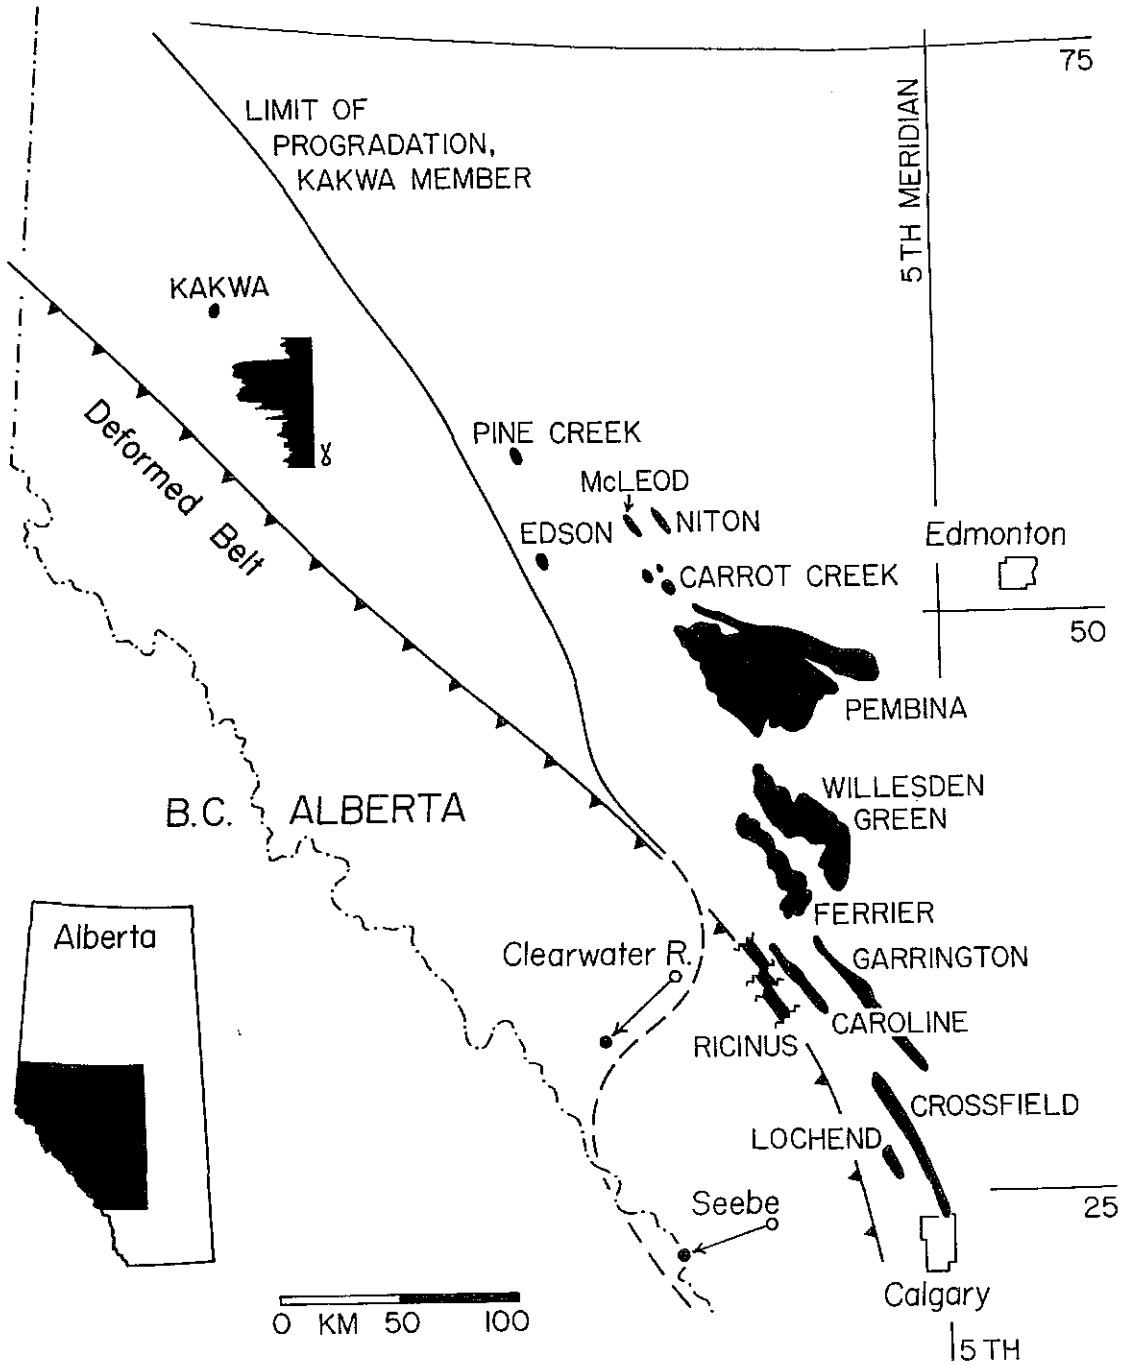 75
LIMIT OF
PROGRADATION,
KAKWA MEMBER
5TH MERIDIAN
KAKWA
γ
PINE CREEK
McLEOD
NITON
EDSON
Edmonton
CARROT CREEK
50
Deformed Belt
PEMBINA
WILLESDEN
GREEN
B.C. ALBERTA
FERRIER
Alberta
Clearwater R.
GARRINGTON
CAROLINE
RICINUS
CROSSFIELD
LOCHEND
Seebe
25
Calgary
0 KM 50 100
5TH